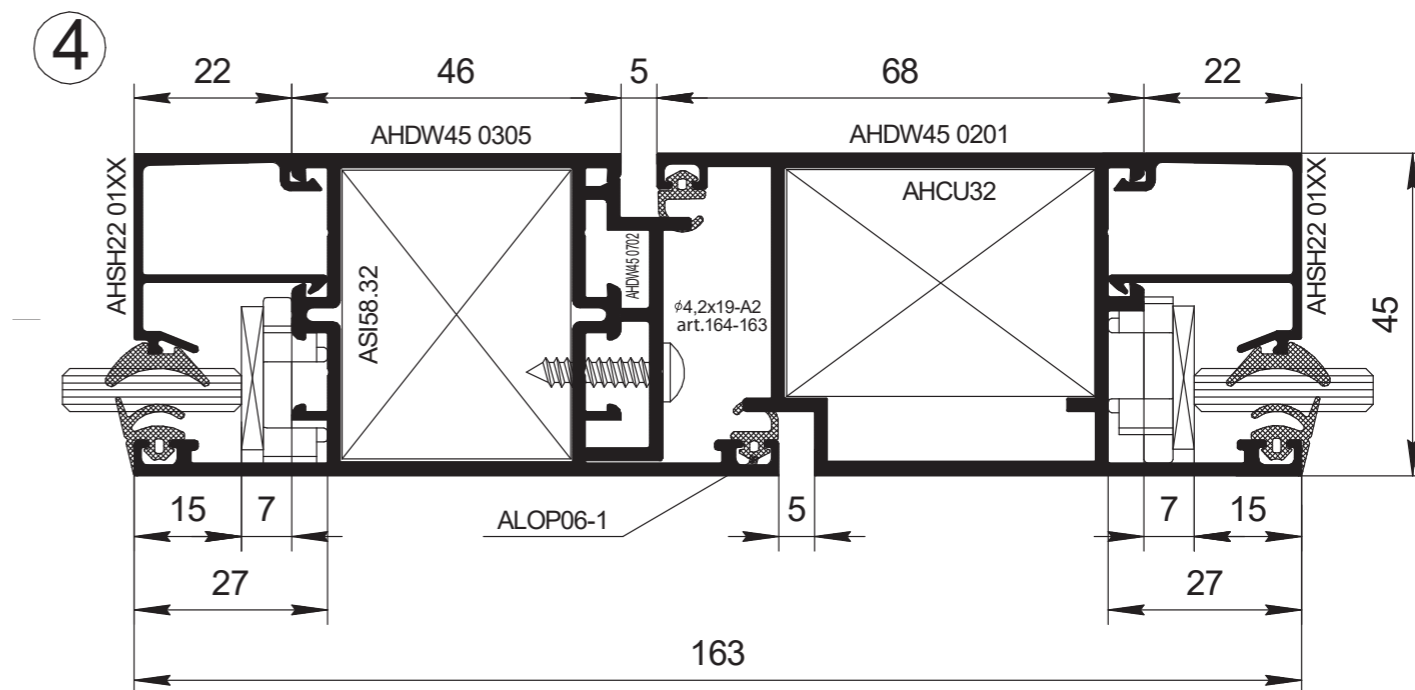 4
22
46
5
68
22
AHDW45 0305
AHDW45 0201
AHSH22 01XX
AHCU32
AHSH22 01XX
ASI58.32
AHDW45 0702
⌀4,2x19-A2
art.164-163
45
15
7
ALOP06-1
5
7
15
27
27
163